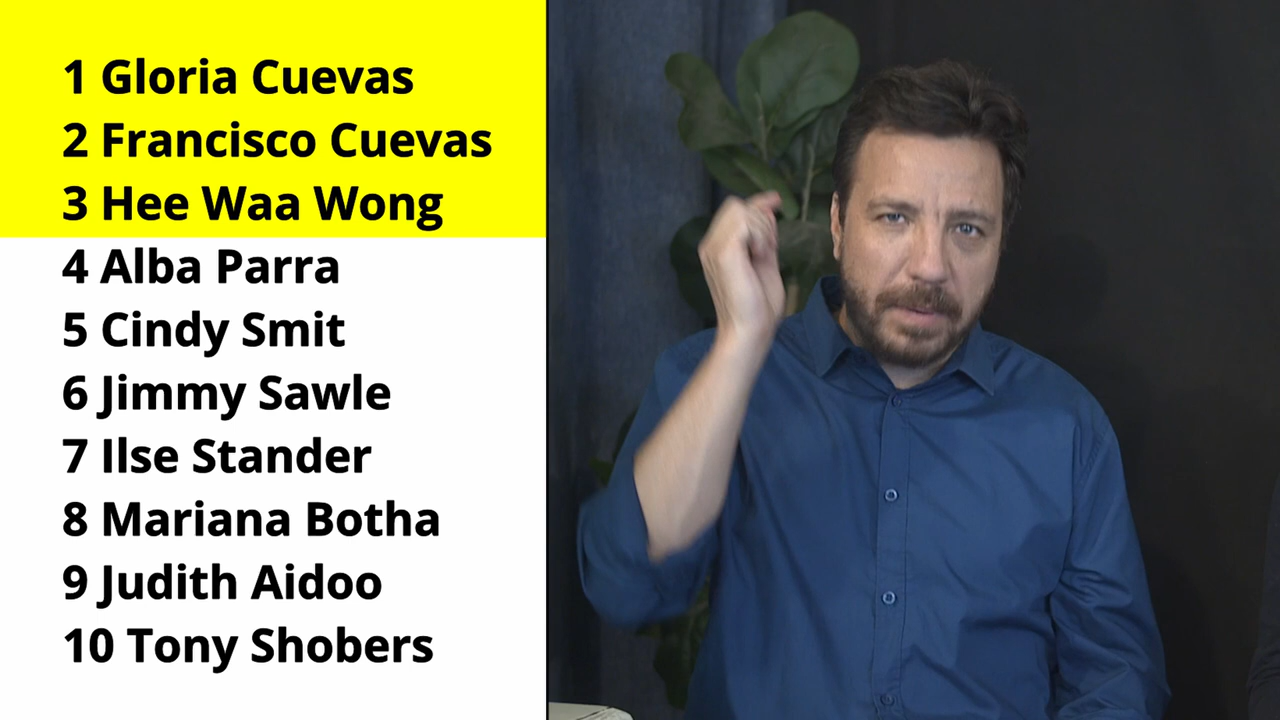 1 Gloria Cuevas
2 Francisco Cuevas
3 Hee Waa Wong
4 Alba Parra
5 Cindy Smit
6 Jimmy Sawle
7 Ilse Stander
8 Mariana Botha
9 Judith Aidoo
10 Tony Shobers